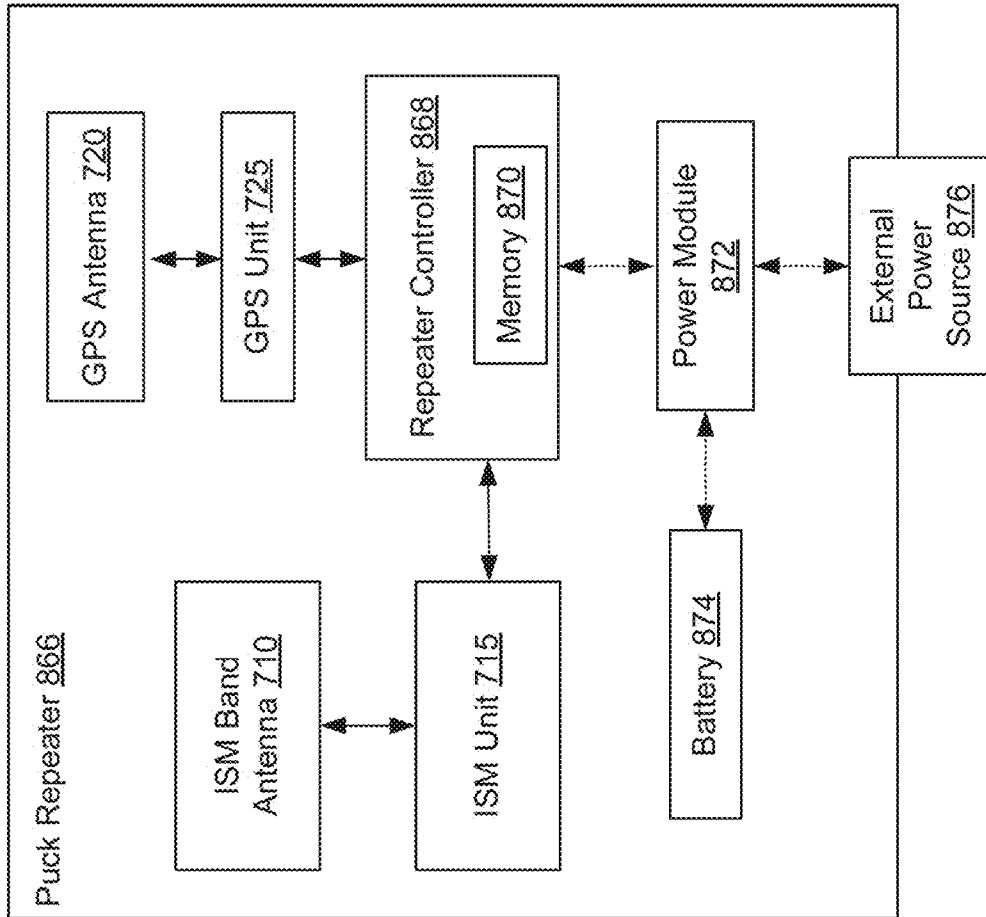 Puck Repeater 866
ISM Band
Antenna 710
ISM Unit 715
Battery 874
GPS Antenna 720
GPS Unit 725
Repeater Controller 868
Memory 870
Power Module
872
External
Power
Source 876